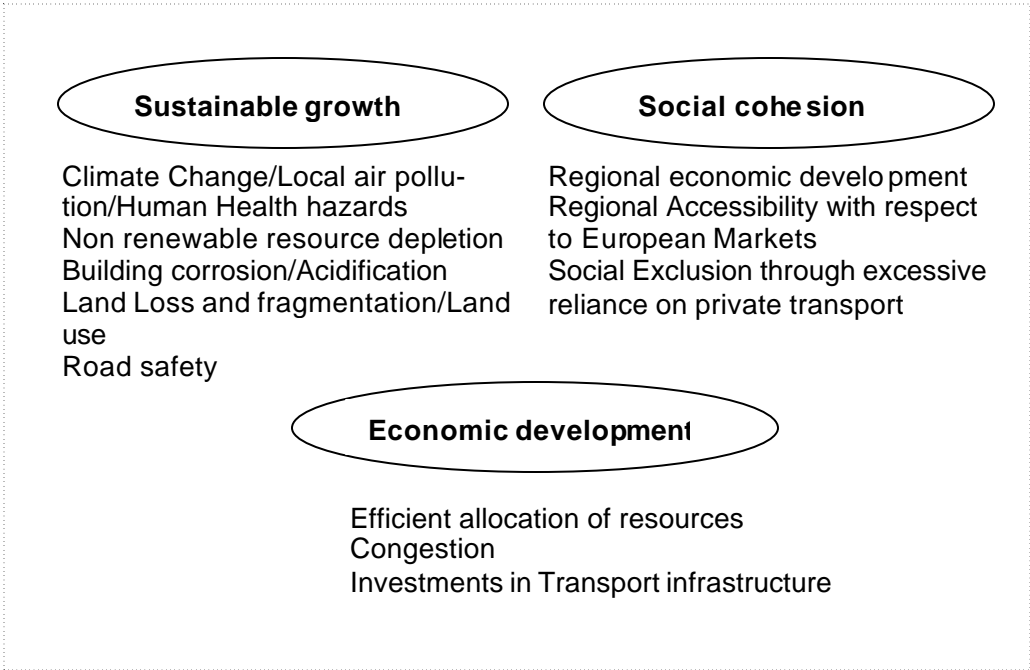 Sustainable growth
Climate Change/Local air pollu-
tion/Human Health hazards
Non renewable resource depletion
Building corrosion/Acidification
Land Loss and fragmentation/Land
use
Road safety
Social cohesion
Regional economic development
Regional Accessibility with respect
to European Markets
Social Exclusion through excessive
reliance on private transport
Economic development
Efficient allocation of resources
Congestion
Investments in Transport infrastructure